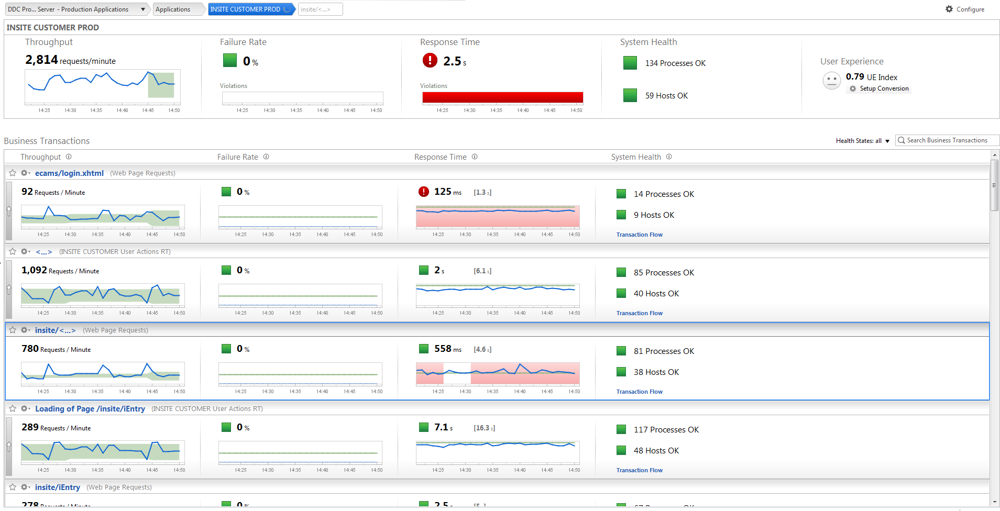 DDC Pro... Server - Production Applications
Applications
INSITE CUSTOMER PROD
insite/<...>
Configure
INSITE CUSTOMER PROD
Throughput
Failure Rate
Response Time
System Health
2,814 requests/minute
0 %
2.5 s
134 Processes OK
User Experience
0.79 UE Index
Setup Conversion
Violations
Violations
59 Hosts OK
14:25 14:30 14:35 14:40 14:45 14:50
14:25 14:30 14:35 14:40 14:45 14:50
14:25 14:30 14:35 14:40 14:45 14:50
Business Transactions
Health States: all
Search Business Transactions
Throughput
Failure Rate
Response Time
System Health
ecams/login.xhtml (Web Page Requests)
92 Requests / Minute
0 %
125 ms [1.3 s]
14 Processes OK
9 Hosts OK
14:25 14:30 14:35 14:40 14:45 14:50
14:25 14:30 14:35 14:40 14:45 14:50
14:25 14:30 14:35 14:40 14:45 14:50
Transaction Flow
<...> (INSITE CUSTOMER User Actions RT)
1,092 Requests / Minute
0 %
2 s [6.1 s]
85 Processes OK
40 Hosts OK
14:25 14:30 14:35 14:40 14:45 14:50
14:25 14:30 14:35 14:40 14:45 14:50
14:25 14:30 14:35 14:40 14:45 14:50
Transaction Flow
insite/<...> (Web Page Requests)
780 Requests / Minute
0 %
558 ms [4.6 s]
81 Processes OK
38 Hosts OK
14:25 14:30 14:35 14:40 14:45 14:50
14:25 14:30 14:35 14:40 14:45 14:50
14:25 14:30 14:35 14:40 14:45 14:50
Transaction Flow
Loading of Page /insite/iEntry (INSITE CUSTOMER User Actions RT)
289 Requests / Minute
0 %
7.1 s [16.3 s]
117 Processes OK
48 Hosts OK
14:25 14:30 14:35 14:40 14:45 14:50
14:25 14:30 14:35 14:40 14:45 14:50
14:25 14:30 14:35 14:40 14:45 14:50
Transaction Flow
insite/iEntry (Web Page Requests)
278 Requests / Minute
0 %
2.5 s